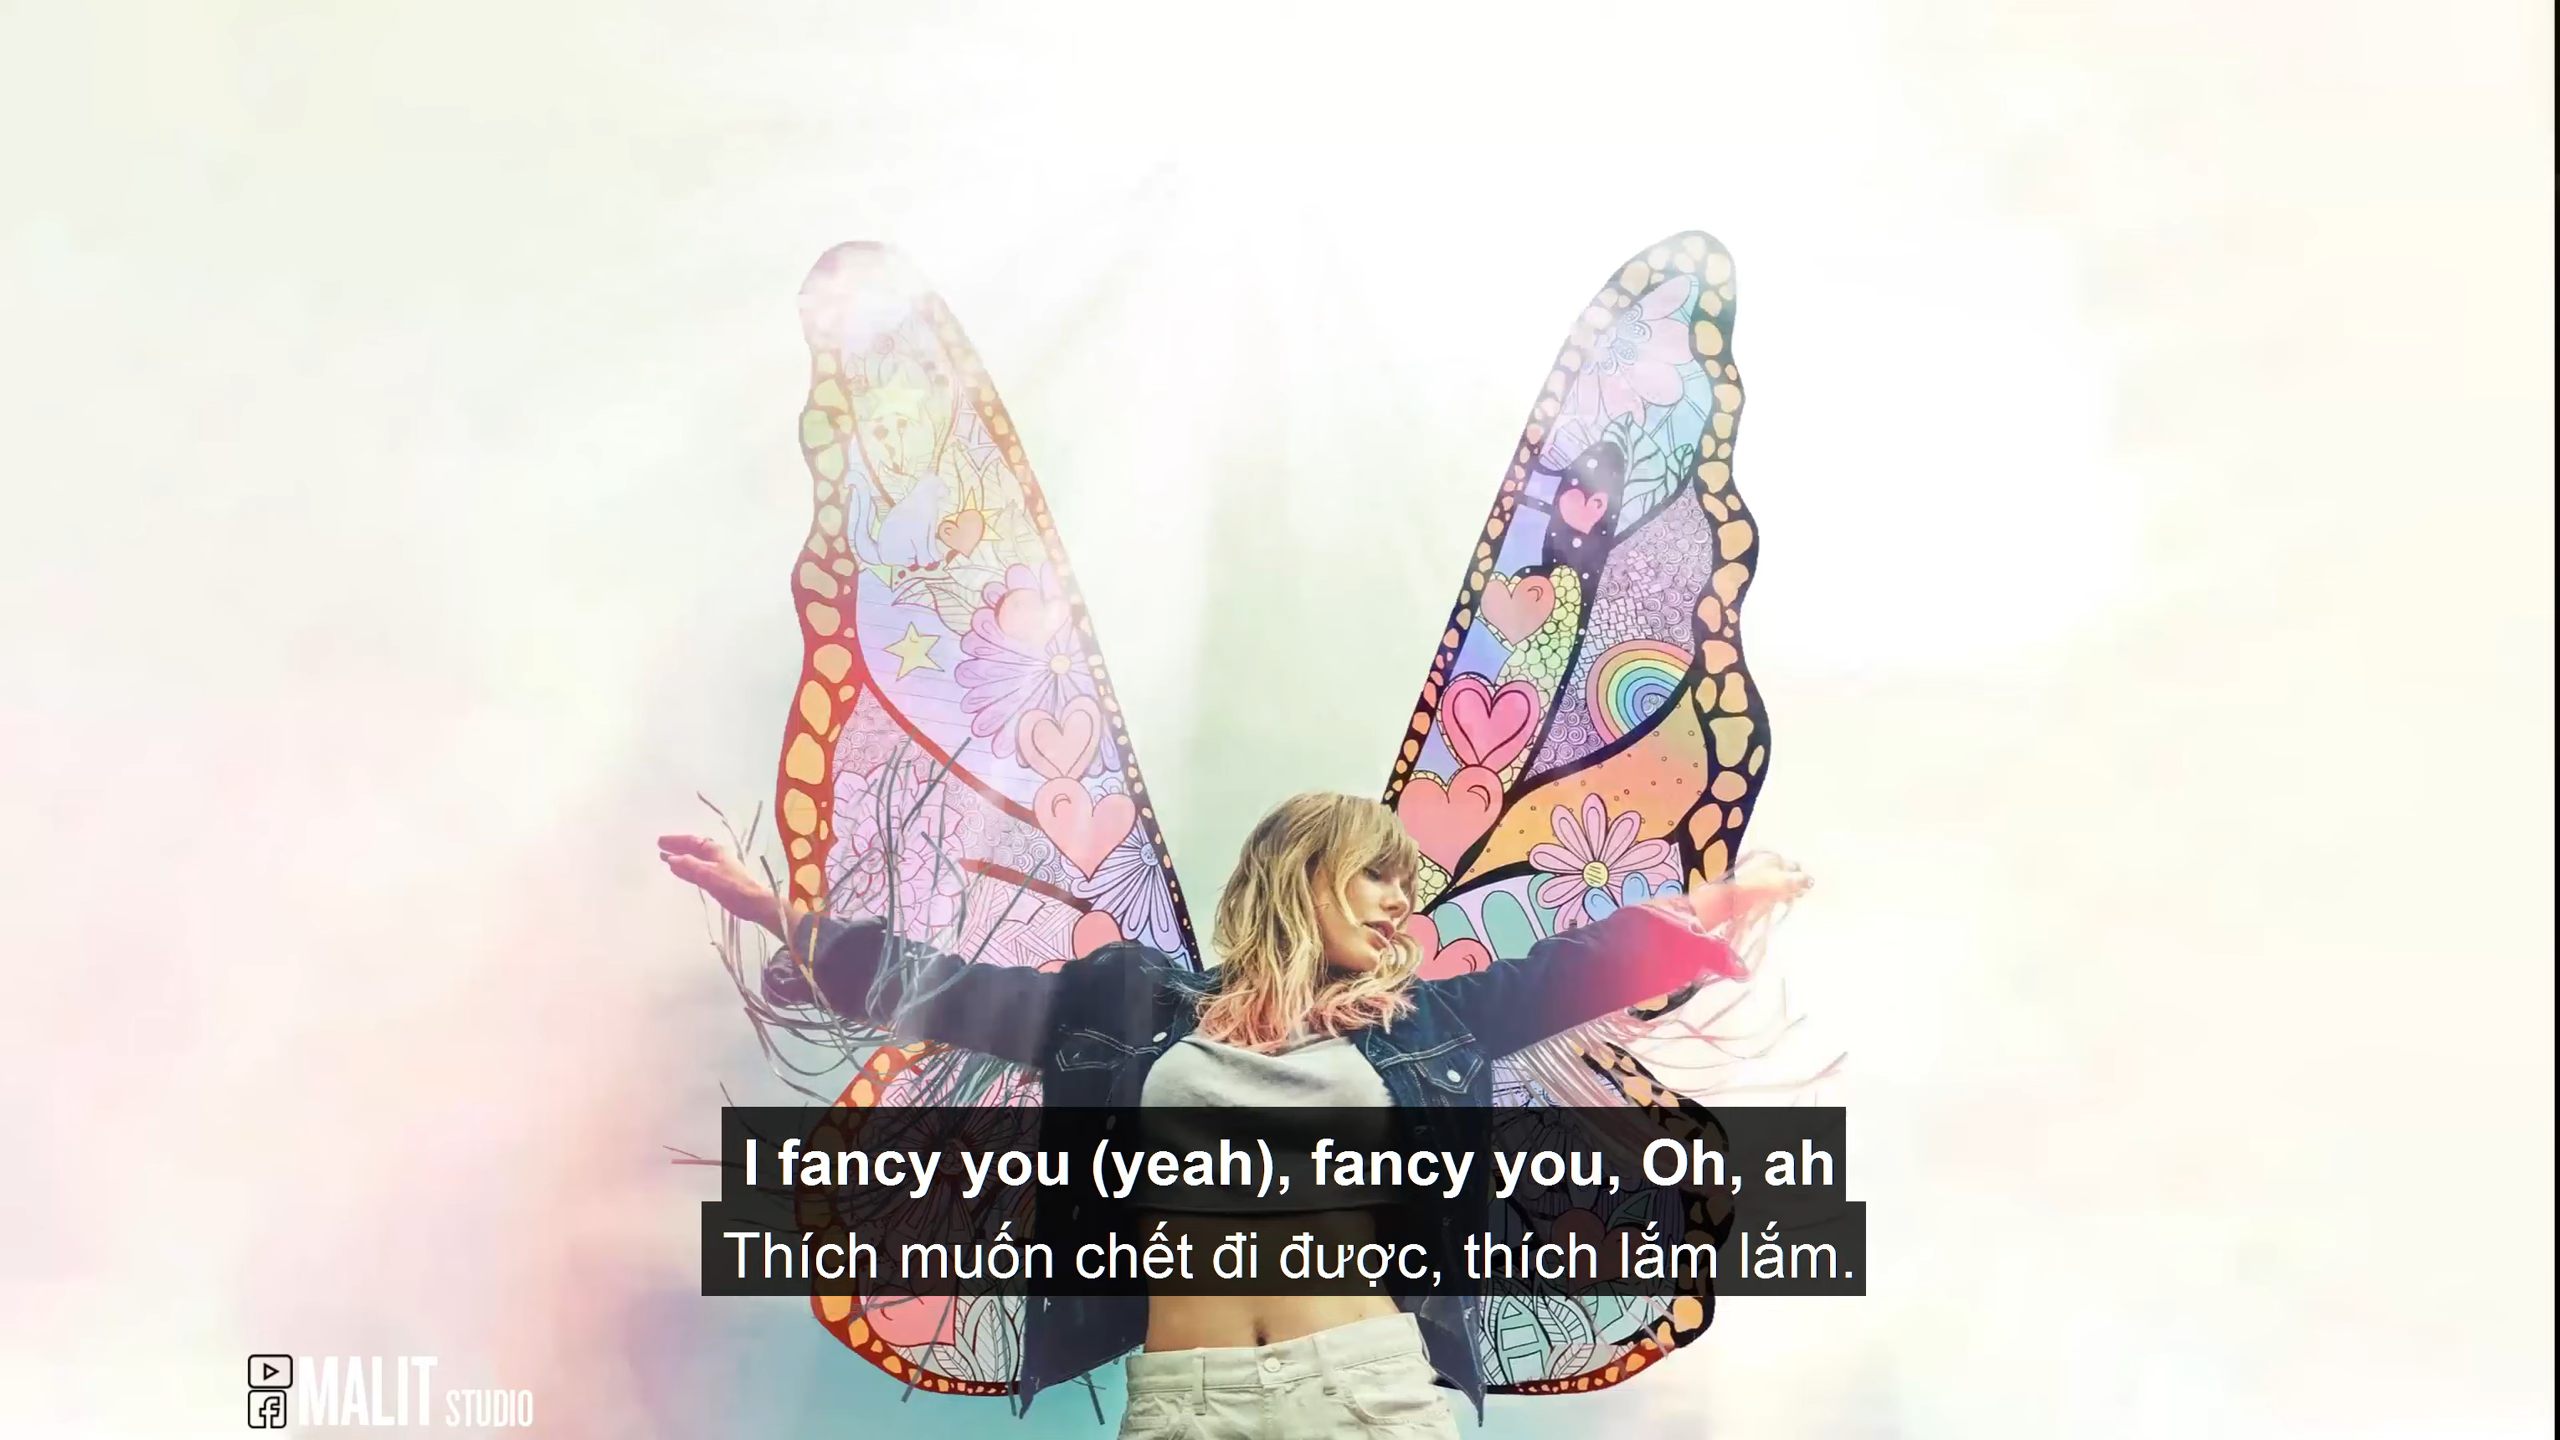 I fancy you (yeah), fancy you, Oh, ah
Thích muốn chết đi được, thích lắm lắm.
MALIT STUDIO